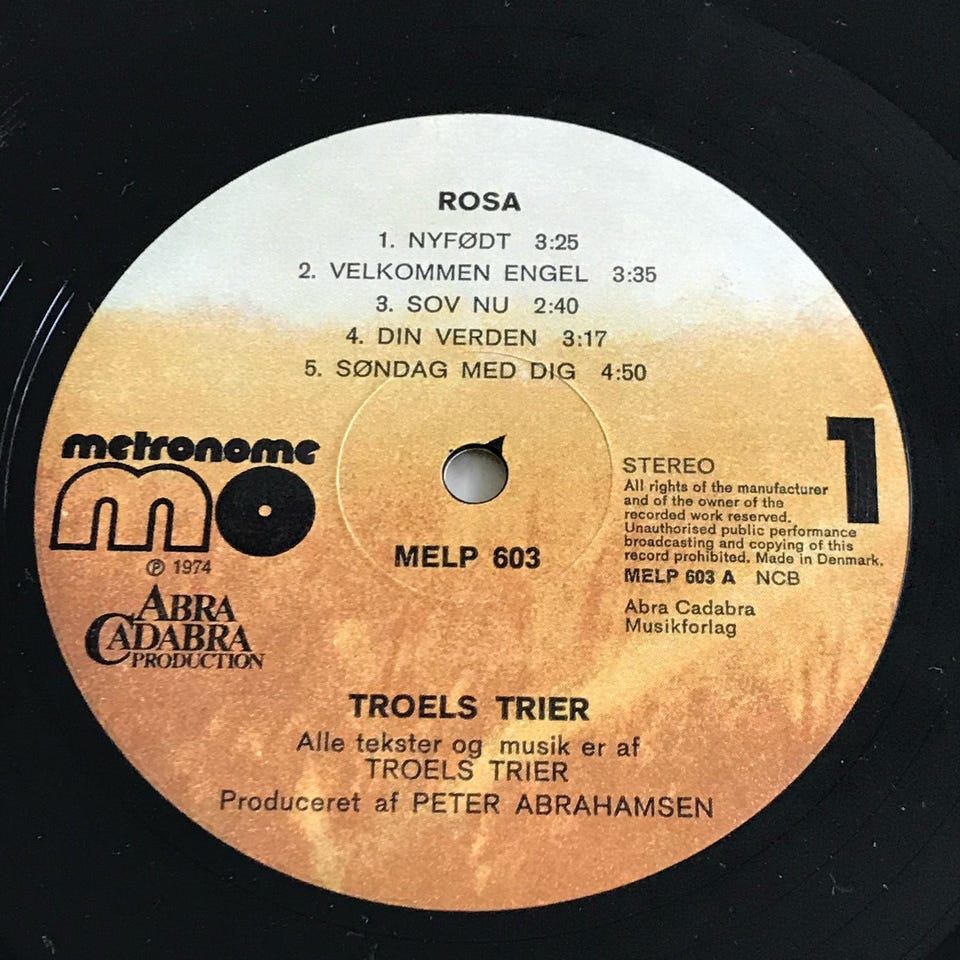 ROSA
1. NYFØDT 3:25
2. VELKOMMEN ENGEL 3:35
3. SOV NU 2:40
4. DIN VERDEN 3:17
5. SØNDAG MED DIG 4:50
metronome
mo
℗ 1974
ABRA
CADABRA
PRODUCTION
MELP 603
1
STEREO
All rights of the manufacturer
and of the owner of the
recorded work reserved.
Unauthorised public performance
broadcasting and copying of this
record prohibited. Made in Denmark.
MELP 603 A NCB
Abra Cadabra
Musikforlag
TROELS TRIER
Alle tekster og musik er af
TROELS TRIER
Produceret af PETER ABRAHAMSEN